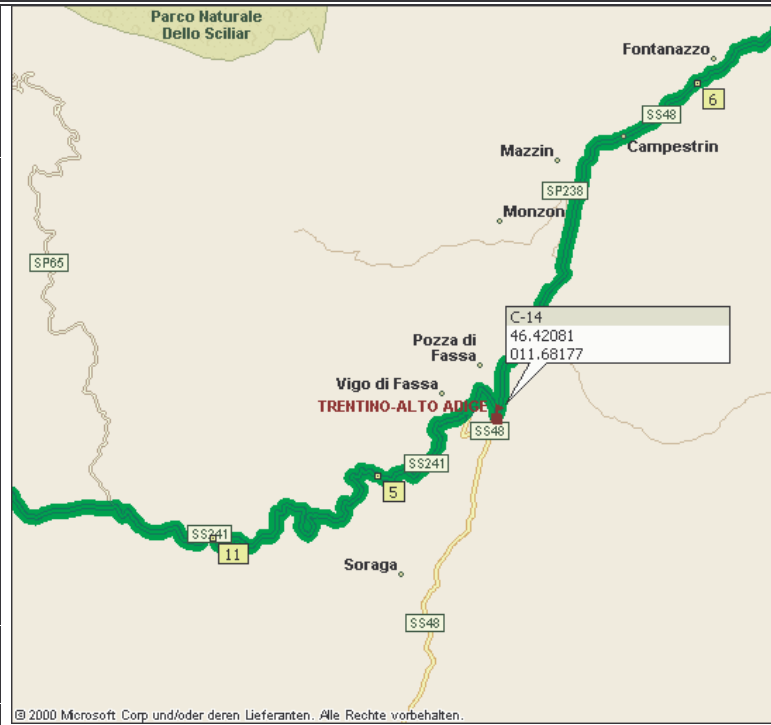 Parco Naturale
Dello Sciliar
Fontanazzo
6
SS48
Campestrin
Mazzin
SP238
Monzon
SP65
C-14
46.42081
011.68177
Pozza di
Fassa
Vigo di Fassa
TRENTINO-ALTO ADIGE
SS48
SS241
5
SS241
11
Soraga
SS48
© 2000 Microsoft Corp und/oder deren Lieferanten. Alle Rechte vorbehalten.